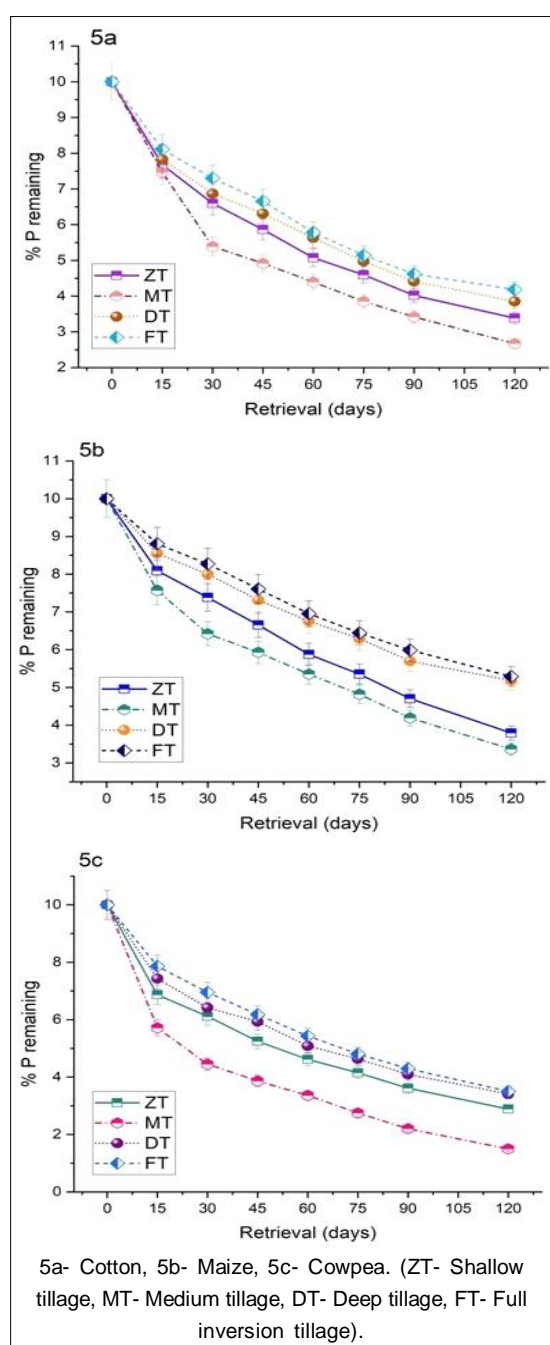 5a
11
10
9
8
7
6
5
4
3
2
% P remaining
ZT
MT
DT
FT
0 15 30 45 60 75 90 105 120
Retrieval (days)
5b
11
10
9
8
7
6
5
4
3
% P remaining
ZT
MT
DT
FT
0 15 30 45 60 75 90 105 120
Retrieval (days)
5c
10
8
6
4
2
0
% P remaining
ZT
MT
DT
FT
0 15 30 45 60 75 90 105 120
Retrieval (days)
5a- Cotton, 5b- Maize, 5c- Cowpea. (ZT- Shallow
tillage, MT- Medium tillage, DT- Deep tillage, FT- Full
inversion tillage).